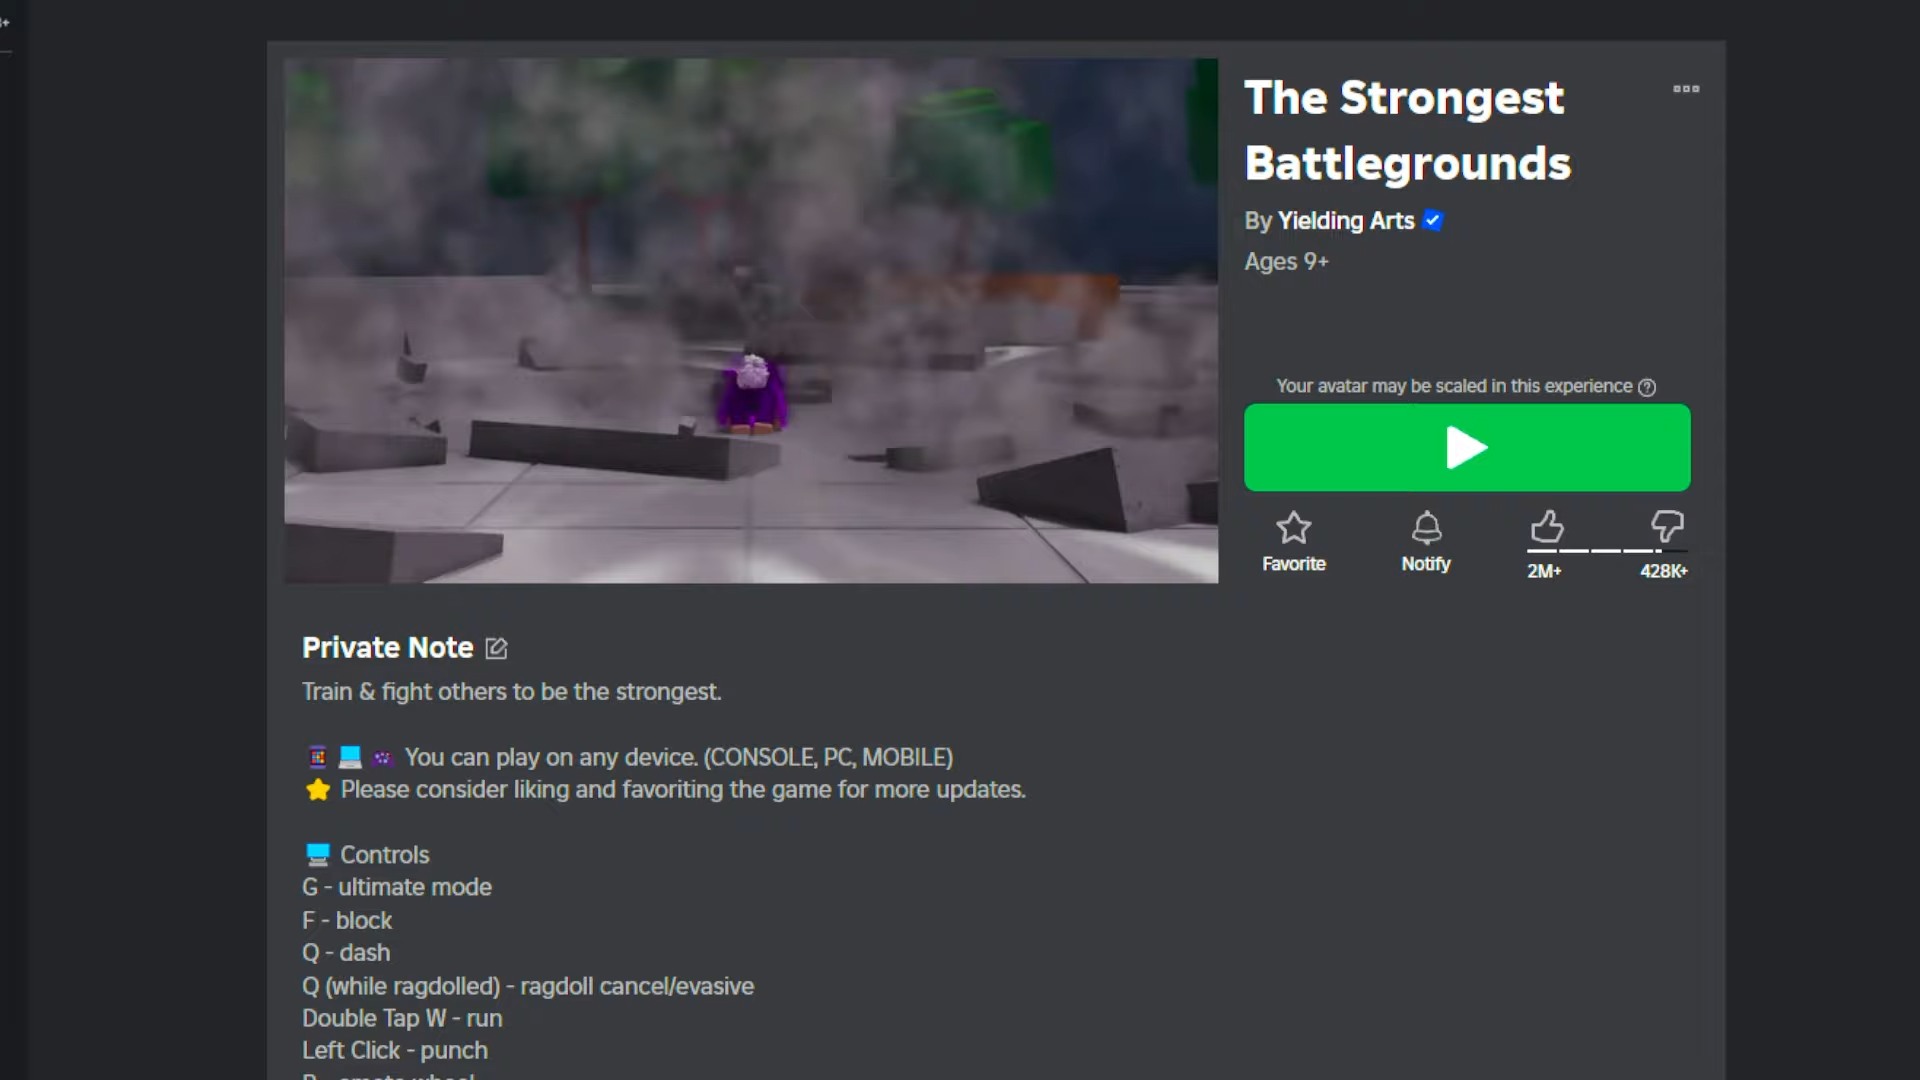 The Strongest
Battlegrounds
By Yielding Arts
Ages 9+
Your avatar may be scaled in this experience
Favorite
Notify
2M+
428K+
Private Note
Train & fight others to be the strongest.
You can play on any device. (CONSOLE, PC, MOBILE)
Please consider liking and favoriting the game for more updates.
Controls
G - ultimate mode
F - block
Q - dash
Q (while ragdolled) - ragdoll cancel/evasive
Double Tap W - run
Left Click - punch